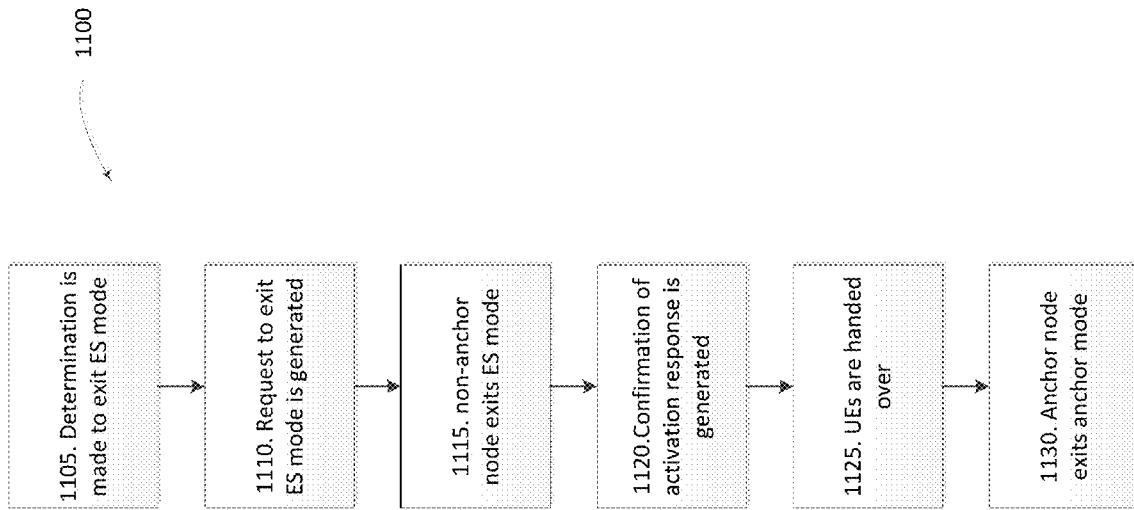 1100
1105. Determination is
made to exit ES mode
1110. Request to exit
ES mode is generated
1115. non-anchor
node exits ES mode
1120.Confirmation of
activation response is
generated
1125. UEs are handed
over
1130. Anchor node
exits anchor mode